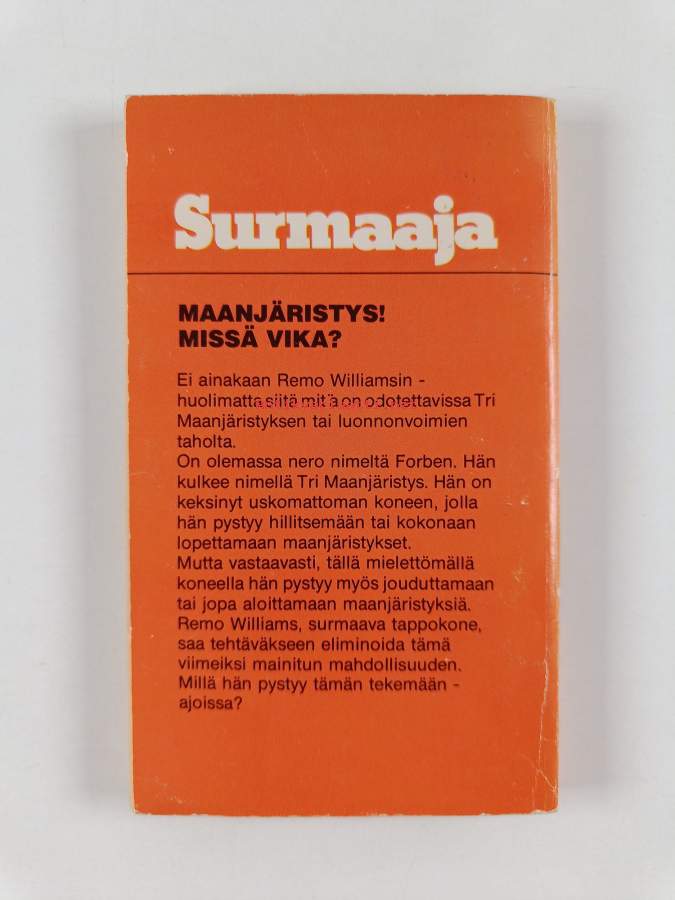 Surmaaja
MAANJÄRISTYS!
MISSÄ VIKA?
Ei ainakaan Remo Williamsin -
huolimatta siitä mitä on odotettavissa Tri
Maanjäristyksen tai luonnonvoimien
taholta.
On olemassa nero nimeltä Forben. Hän
kulkee nimellä Tri Maanjäristys. Hän on
keksinyt uskomattoman koneen, jolla
hän pystyy hillitsemään tai kokonaan
lopettamaan maanjäristykset.
Mutta vastaavasti, tällä mielettömällä
koneella hän pystyy myös jouduttamaan
tai jopa aloittamaan maanjäristyksiä.
Remo Williams, surmaava tappokone,
saa tehtäväkseen eliminoida tämä
viimeiksi mainitun mahdollisuuden.
Millä hän pystyy tämän tekemään -
ajoissa?